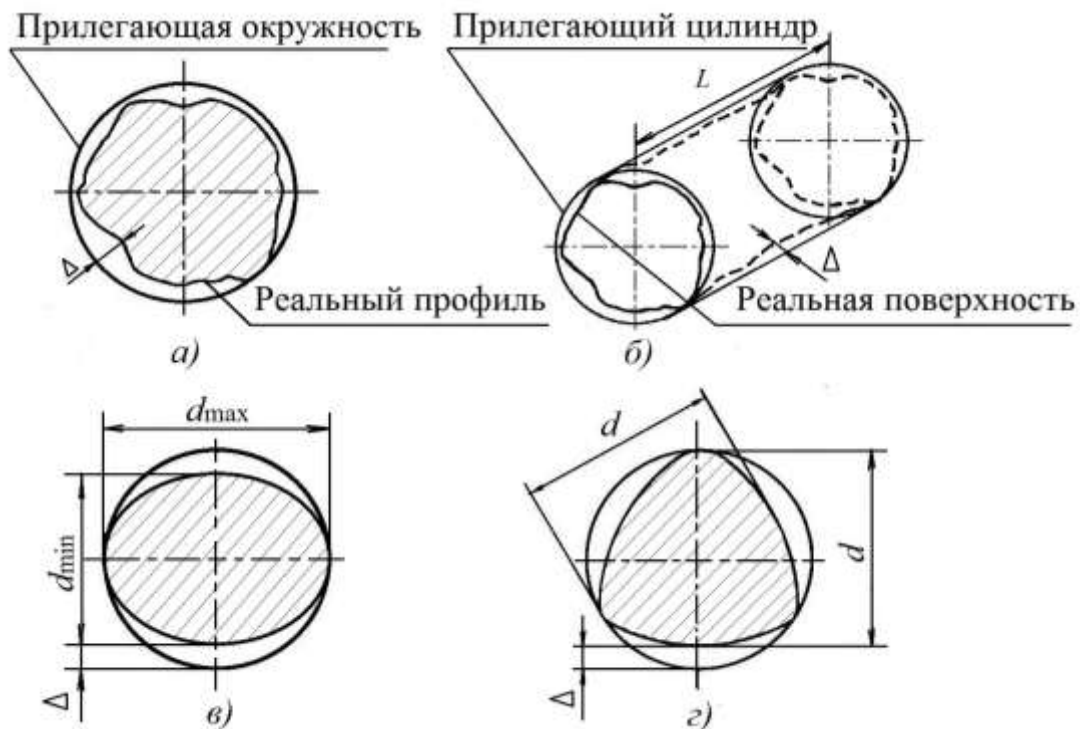 Прилегающая окружность
Прилегающий цилиндр
L
Δ
Δ
Реальный профиль
Реальная поверхность
а)
б)
dmax
d
dmin
d
Δ
Δ
в)
г)